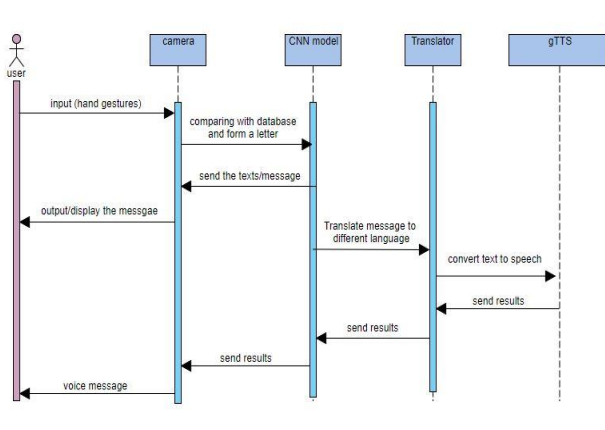 camera
CNN model
Translator
gTTS
user
input (hand gestures)
comparing with database
and form a letter
send the texts/message
output/display the messgae
Translate message to
different language
convert text to speech
send results
send results
send results
voice message